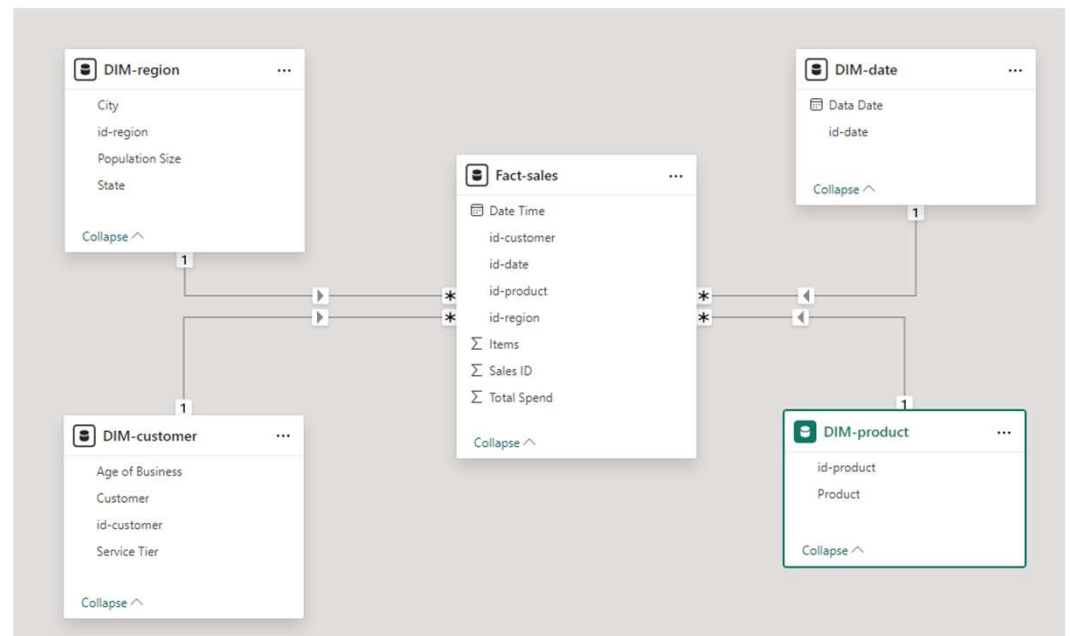 DIM-region ...
City
id-region
Population Size
State
Collapse
1
DIM-date ...
Data Date
id-date
Collapse
1
Fact-sales ...
Date Time
id-customer
id-date
id-product
id-region
Σ Items
Σ Sales ID
Σ Total Spend
Collapse
* *
* *
1
DIM-customer ...
Age of Business
Customer
id-customer
Service Tier
Collapse
1
DIM-product ...
id-product
Product
Collapse